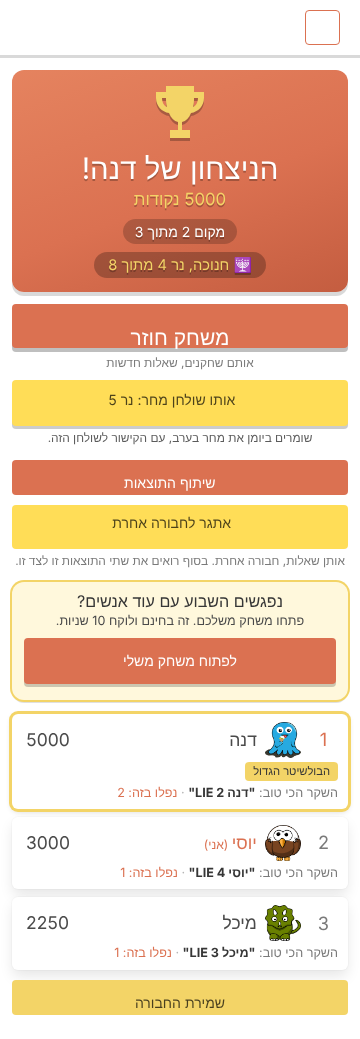 הניצחון של דנה!
5000 נקודות
מקום 2 מתוך 3
🕎 חנוכה, נר 4 מתוך 8
משחק חוזר
אותם שחקנים, שאלות חדשות
אותו שולחן מחר: נר 5
שומרים ביומן את מחר בערב, עם הקישור לשולחן הזה.
שיתוף התוצאות
אתגר לחבורה אחרת
אותן שאלות, חבורה אחרת. בסוף רואים את שתי התוצאות זו לצד זו.
נפגשים השבוע עם עוד אנשים?
פתחו משחק משלכם. זה בחינם ולוקח 10 שניות.
לפתוח משחק משלי
1 דנה 5000
הבולשיטר הגדול
השקר הכי טוב: "דנה LIE 2" · נפלו בזה: 2
2 יוסי (אני) 3000
השקר הכי טוב: "יוסי LIE 4" · נפלו בזה: 1
3 מיכל 2250
השקר הכי טוב: "מיכל LIE 3" · נפלו בזה: 1
שמירת החבורה